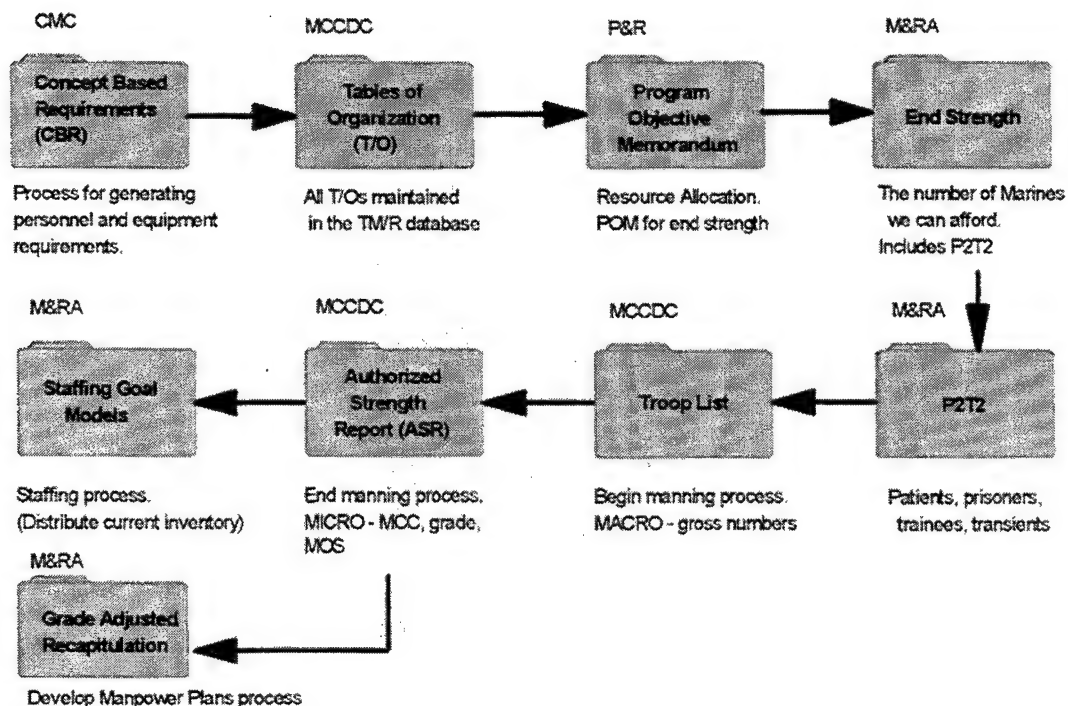 CMC
Concept Based
Requirements
(CBR)
Process for generating
personnel and equipment
requirements.
MCCDC
Tables of
Organization
(T/O)
All T/Os maintained
in the TM/R database
P&R
Program
Objective
Memorandum
Resource Allocation.
POM for end strength
M&RA
End Strength
The number of Marines
we can afford.
Includes P2T2
M&RA
P2T2
Patients, prisoners,
trainees, transients
MCCDC
Troop List
Begin manning process.
MACRO - gross numbers
MCCDC
Authorized
Strength
Report (ASR)
End manning process.
MICRO - MCC, grade,
MOS
M&RA
Staffing Goal
Models
Staffing process.
(Distribute current inventory)
M&RA
Grade Adjusted
Recapitulation
Develop Manpower Plans process